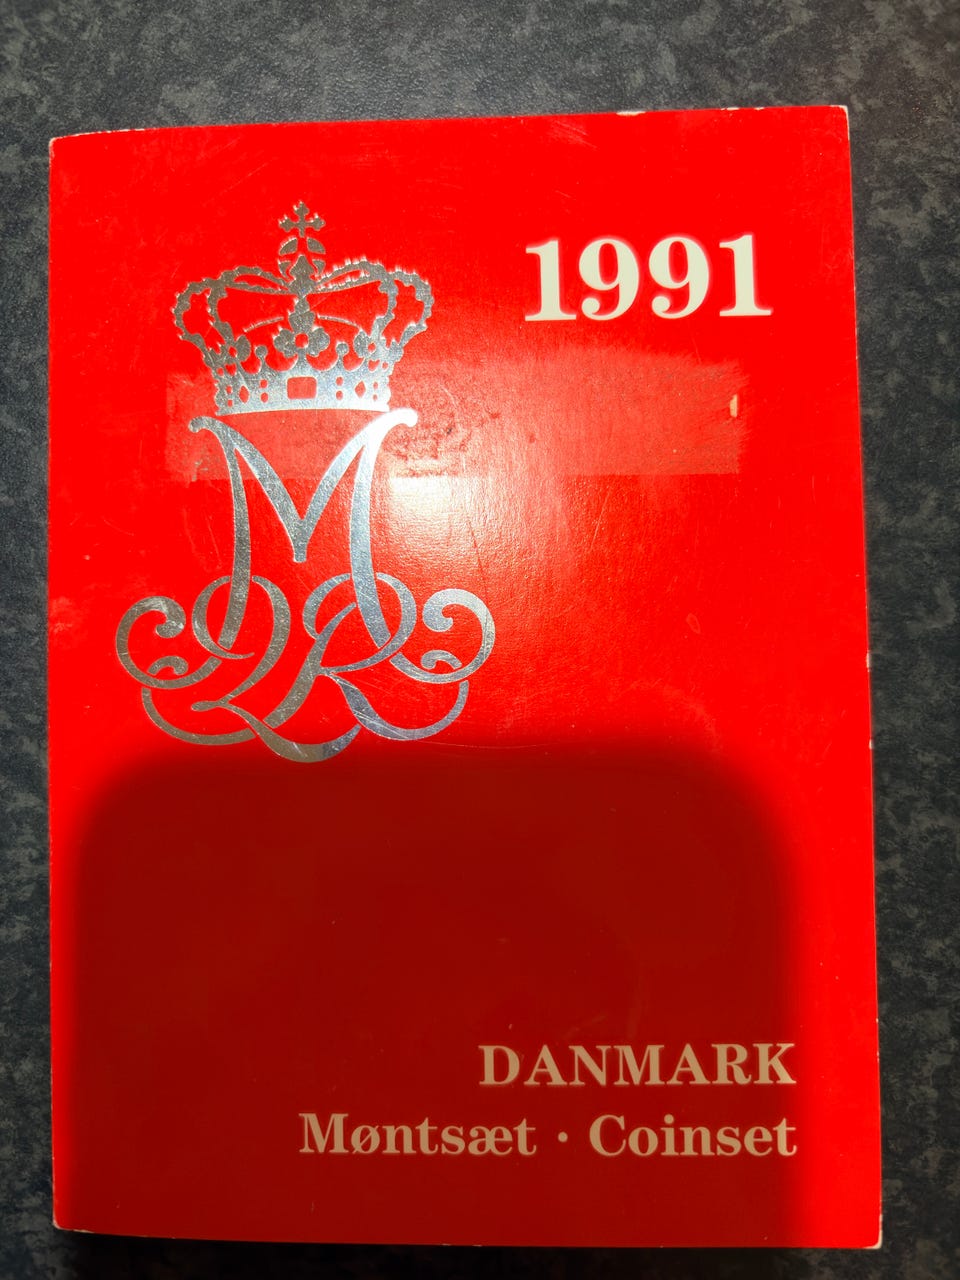 1991
DANMARK
Møntsæt · Coinset